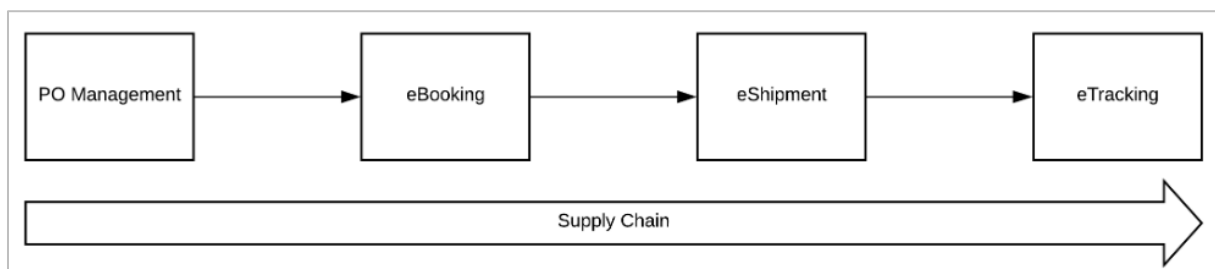 PO Management
eBooking
eShipment
eTracking
Supply Chain